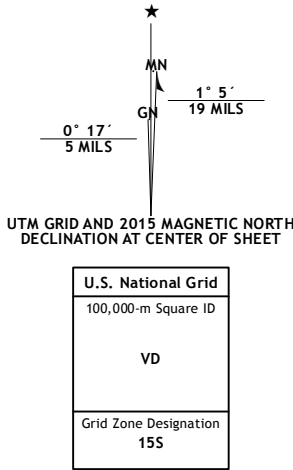 ★
MN
1° 5´
19 MILS
GN
0° 17´
5 MILS
UTM GRID AND 2015 MAGNETIC NORTH
DECLINATION AT CENTER OF SHEET
U.S. National Grid
100,000-m Square ID
VD
Grid Zone Designation
15S